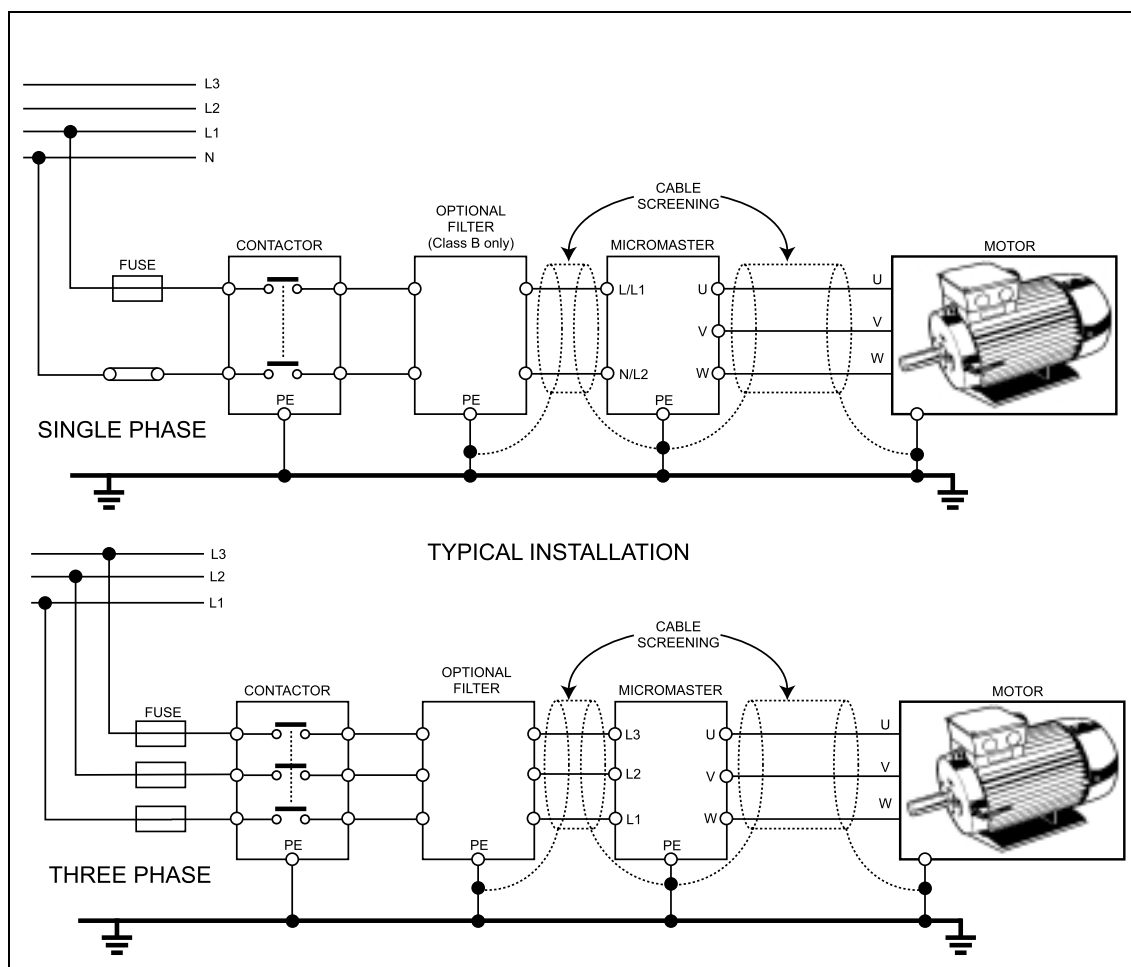 L3
L2
L1
N
CABLE
SCREENING
OPTIONAL
FILTER
(Class B only)
CONTACTOR
MICROMASTER
MOTOR
FUSE
L/L1
U
U
V
V
N/L2
W
W
PE
PE
PE
SINGLE PHASE
TYPICAL INSTALLATION
L3
L2
L1
CABLE
SCREENING
OPTIONAL
FILTER
CONTACTOR
MICROMASTER
MOTOR
FUSE
L3
U
U
L2
V
V
L1
W
W
PE
PE
PE
THREE PHASE